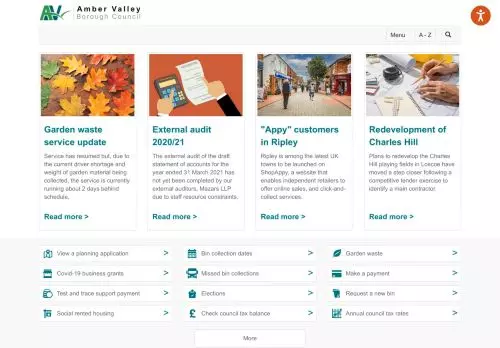 Amber Valley
Borough Council
Menu
A - Z
Garden waste
service update
Service has resumed but, due to
the current driver shortage and
weight of garden material being
collected, the service is currently
running about 2 days behind
schedule.
Read more >
External audit
2020/21
The external audit of the draft
statement of accounts for the
year ended 31 March 2021 has
not yet been completed by our
external auditors, Mazars LLP
due to staff resource constraints.
Read more >
"Appy" customers
in Ripley
Ripley is among the latest UK
towns to be launched on
ShopAppy, a website that
enables independent retailers to
offer online sales, and click-and-
collect services.
Read more >
Redevelopment of
Charles Hill
Plans to redevelop the Charles
Hill playing fields in Loscoe have
moved a step closer following a
competitive tender exercise to
identify a main contractor.
Read more >
View a planning application >
Bin collection dates >
Garden waste >
Covid-19 business grants >
Missed bin collections >
Make a payment >
Test and trace support payment >
Elections >
Request a new bin >
Social rented housing >
£ Check council tax balance >
Annual council tax rates >
More